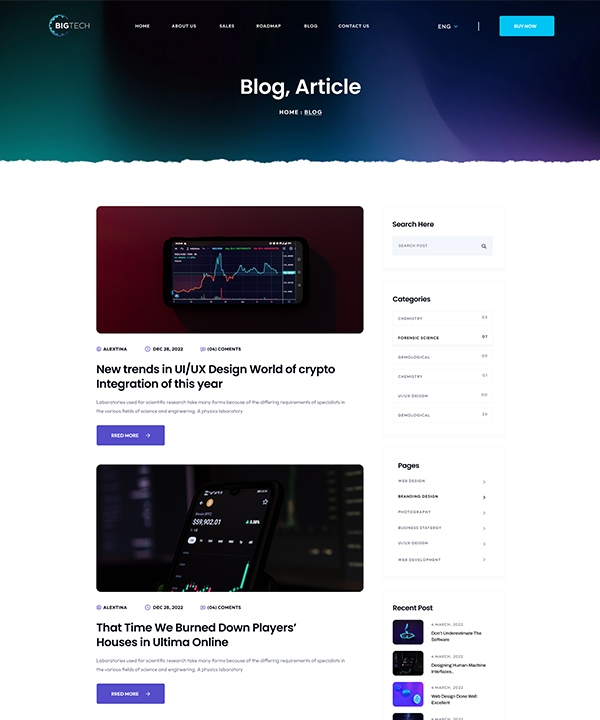 BIGTECH
HOME ABOUT US SALES ROADMAP BLOG CONTACT US ENG BUY NOW
Blog, Article
HOME : BLOG
ALEXTINA DEC 28, 2022 (04) COMENTS
New trends in UI/UX Design World of crypto
Integration of this year
Laboratories used for scientific research take many forms because of the differing requirements of specialists in
the various fields of science and engineering. A physics laboratory
RRED MORE
$59,902.01
ALEXTINA DEC 28, 2022 (04) COMENTS
That Time We Burned Down Players’
Houses in Ultima Online
Laboratories used for scientific research take many forms because of the differing requirements of specialists in
the various fields of science and engineering. A physics laboratory
RRED MORE
Search Here
SEARCH POST
Categories
CHEMISTRY 03
FORENSIC SCIENCE 07
GEMOLOGICAL 09
CHEMISTRY 01
UI/UX DESIGN 00
GEMOLOGICAL 26
Pages
WEB DESIGN
BRANDING DESIGN
PHOTOGRAPHY
BUSINESS STATERGY
UI/UX DESIGN
WEB DEVELOPMENT
Recent Post
4 MARCH, 2022
Don't Underestimate The
Software
4 MARCH, 2022
Designing Human-Machine
Interfaces..
4 MARCH, 2022
Web Design Done Well:
Excellent
4 MARCH, 2022